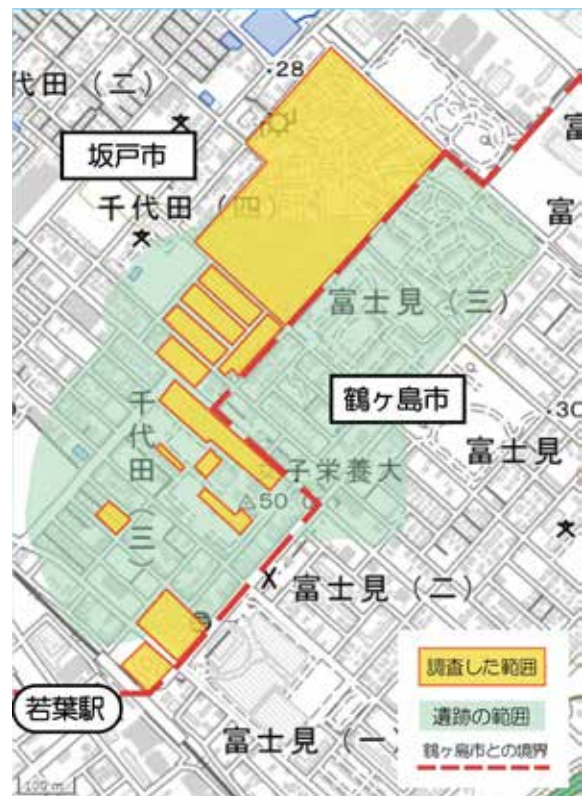 代田（二）
・28
坂戸市
千代田（四）
富
富
富士見（三）
鶴ヶ島市
・30
千代田（三）
子栄養大
富士見
△50
富士見（二）
調査した範囲
遺跡の範囲
若葉駅
富士見（一
鶴ヶ島市との境界
100 m